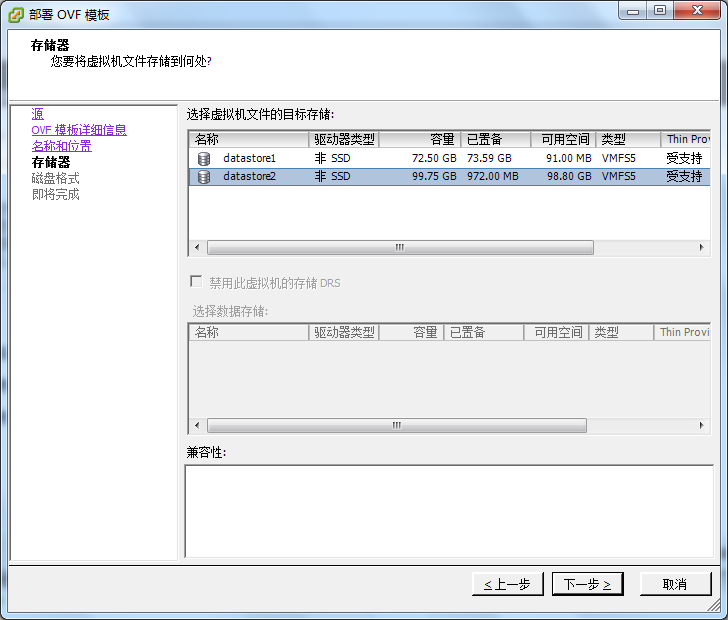 部署 OVF 模板
存储器
您要将虚拟机文件存储到何处?
源
OVF 模板详细信息
名称和位置
存储器
磁盘格式
即将完成
选择虚拟机文件的目标存储:
名称 驱动器类型 容量 已置备 可用空间 类型 Thin Pro
datastore1 非 SSD 72.50 GB 73.59 GB 91.00 MB VMFS5 受支持
datastore2 非 SSD 99.75 GB 972.00 MB 98.80 GB VMFS5 受支持
禁用此虚拟机的存储 DRS
选择数据存储:
名称 驱动器类型 容量 已置备 可用空间 类型 Thin Provi
兼容性:
< 上一步 下一步 > 取消